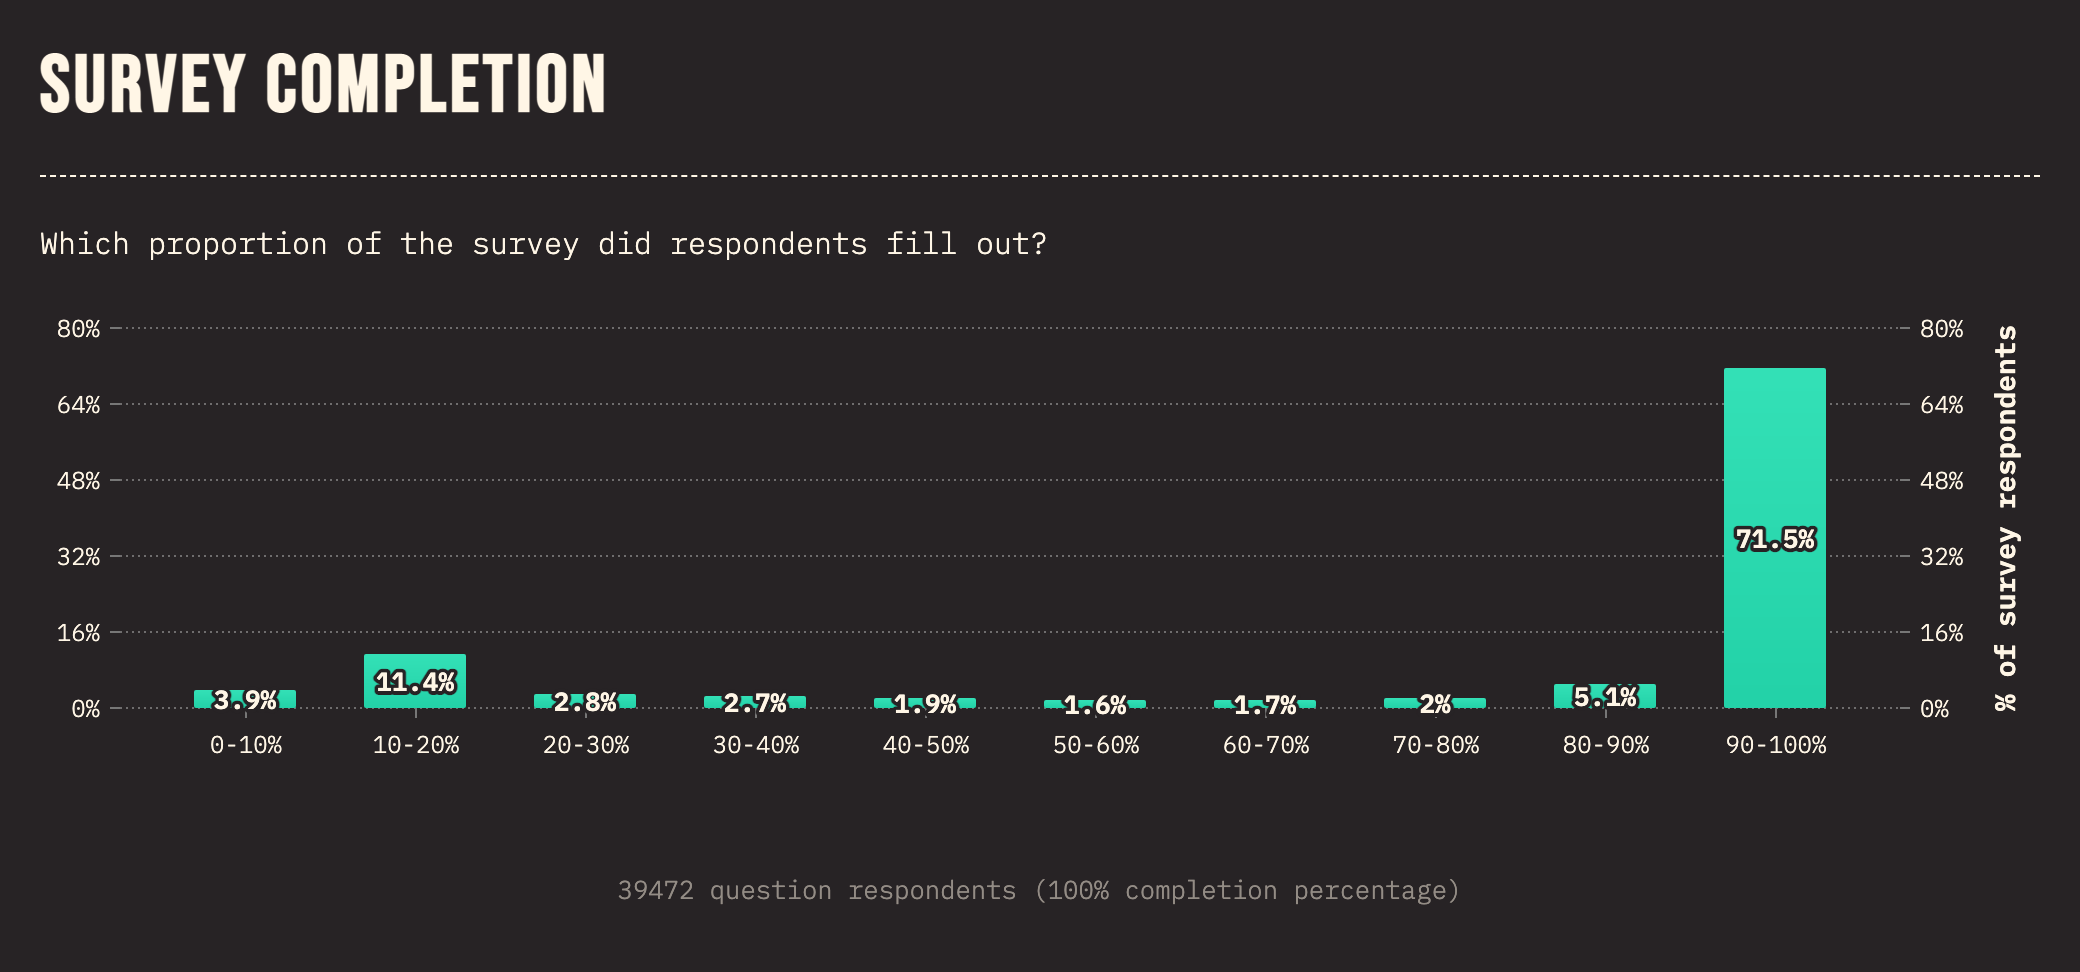 SURVEY COMPLETION
Which proportion of the survey did respondents fill out?
80% 80%
64% 64%
48% 48%
32% 32%
16% 16%
0% 0%
% of survey respondents
3.9% 11.4% 2.8% 2.7% 1.9% 1.6% 1.7% 2% 5.1% 71.5%
0-10% 10-20% 20-30% 30-40% 40-50% 50-60% 60-70% 70-80% 80-90% 90-100%
39472 question respondents (100% completion percentage)